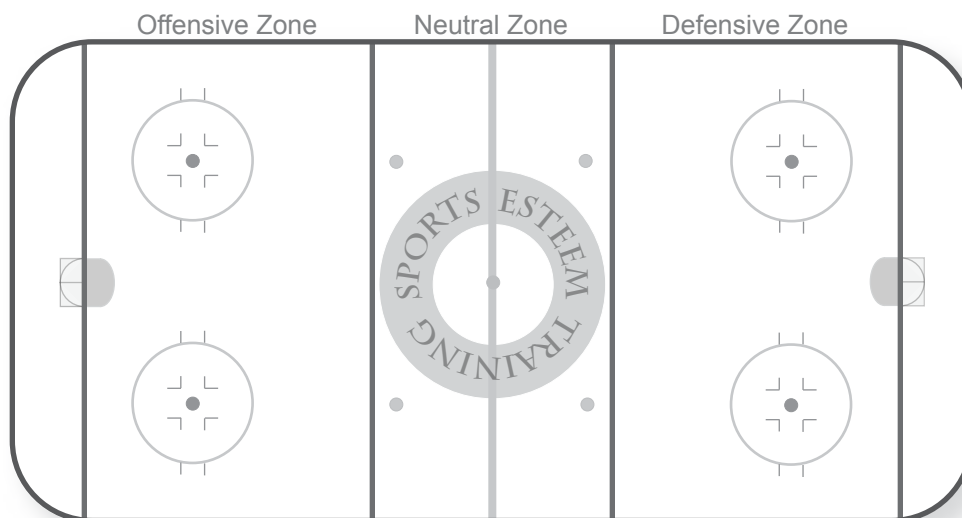 Offensive Zone
Neutral Zone
Defensive Zone
SPORTS ESTEEM TRAINING